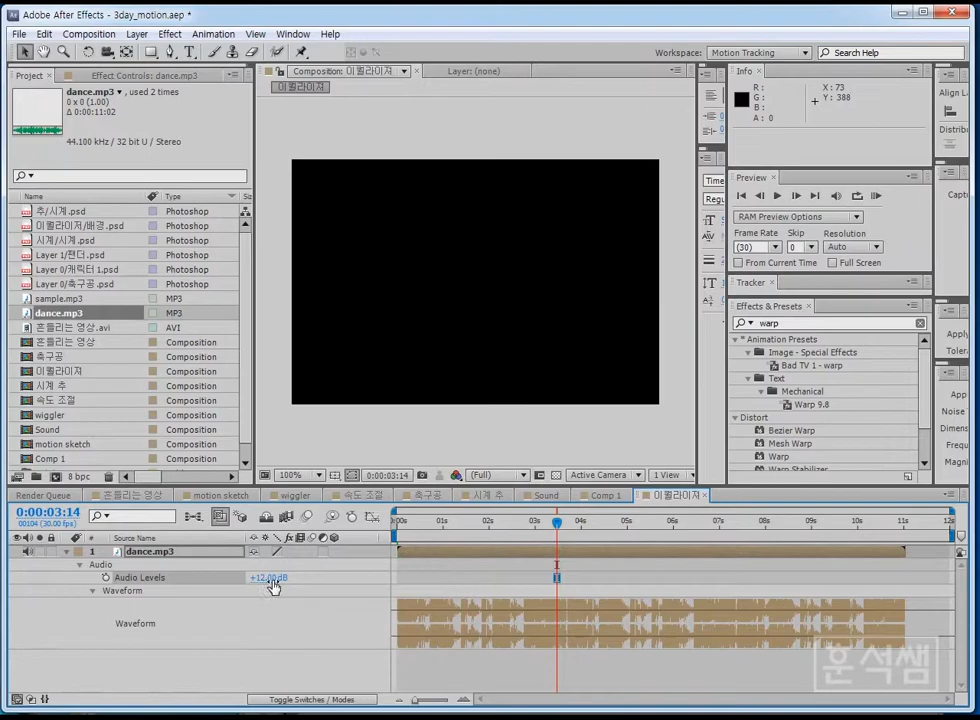 Adobe After Effects - 3day_motion.aep *
File Edit Composition Layer Effect Animation View Window Help
Workspace: Motion Tracking Search Help
Project Effect Controls: dance.mp3
dance.mp3 , used 2 times
0 x 0 (1.00)
Δ 0:00:11:02
44.100 kHz / 32 bit U / Stereo
Name Type Siz
추/시계.psd Photoshop
이퀄라이저/배경.psd Photoshop
시계/시계.psd Photoshop
Layer 1/팬더.psd Photoshop
Layer 0/캐릭터 1.psd Photoshop
Layer 0/축구공.psd Photoshop
sample.mp3 MP3
dance.mp3 MP3
흔들리는 영상.avi AVI
흔들리는 영상 Composition
축구공 Composition
이퀄라이저 Composition
시계 추 Composition
속도 조절 Composition
wiggler Composition
Sound Composition
motion sketch Composition
Comp 1 Composition
8 bpc
Composition: 이퀄라이저 Layer: (none)
이퀄라이저
100% 0:00:03:14 (Full) Active Camera 1 View
Time
Regu
Info
R :
G :
B :
A : 0
X : 73
Y : 388
Preview
RAM Preview Options
Frame Rate Skip Resolution
(30) 0 Auto
From Current Time Full Screen
Tracker
Effects & Presets
warp
* Animation Presets
Image - Special Effects
Bad TV 1 - warp
Text
Mechanical
Warp 9.8
Distort
Bezier Warp
Mesh Warp
Warp
Warp Stabilizer
Align L
Distrib
Captu
App
Toler
App
Noise
Dimens
Freque
Magni
Render Queue 흔들리는 영상 motion sketch wiggler 속도 조절 축구공 시계 추 Sound Comp 1 이퀄라이저
0:00:03:14
00104 (30.00 fps)
:00s 01s 02s 03s 04s 05s 06s 07s 08s 09s 10s 11s 12s
# Source Name
1 dance.mp3
Audio
Audio Levels +12.00dB
Waveform
Waveform
Toggle Switches / Modes
훈석쌤